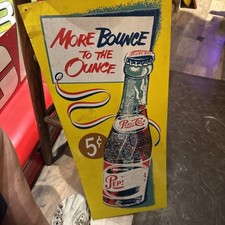 MORE BOUNCE
TO THE
OUNCE
Pepsi-Cola
5¢
PEPSI